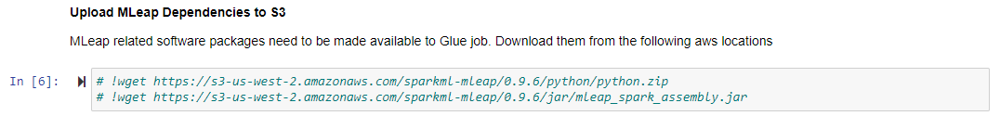 Upload MLeap Dependencies to S3
MLeap related software packages need to be made available to Glue job. Download them from the following aws locations
In [6]:
# !wget https://s3-us-west-2.amazonaws.com/sparkml-mleap/0.9.6/python/python.zip
# !wget https://s3-us-west-2.amazonaws.com/sparkml-mleap/0.9.6/jar/mleap_spark_assembly.jar